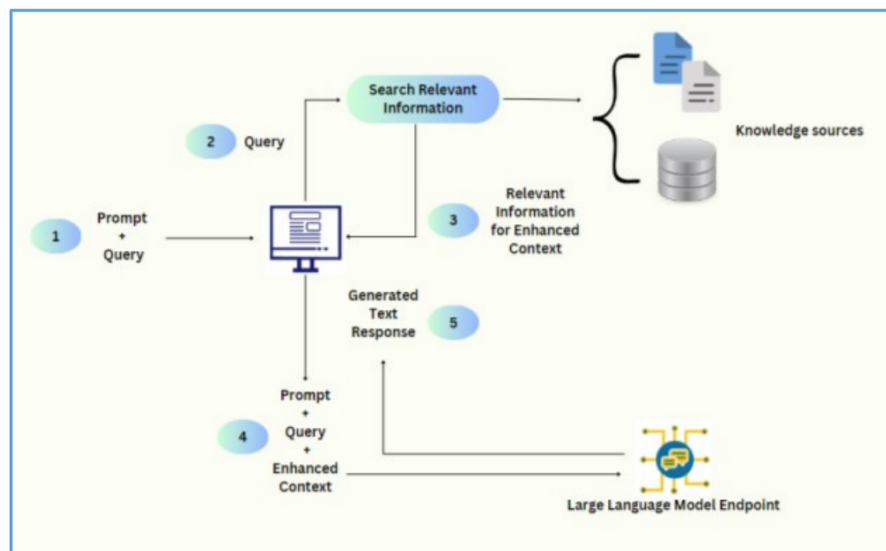 Search Relevant
Information
2
Query
Knowledge sources
1
Prompt
+
Query
3
Relevant
Information
for Enhanced
Context
Generated
Text
Response
5
4
Prompt
+
Query
+
Enhanced
Context
Large Language Model Endpoint